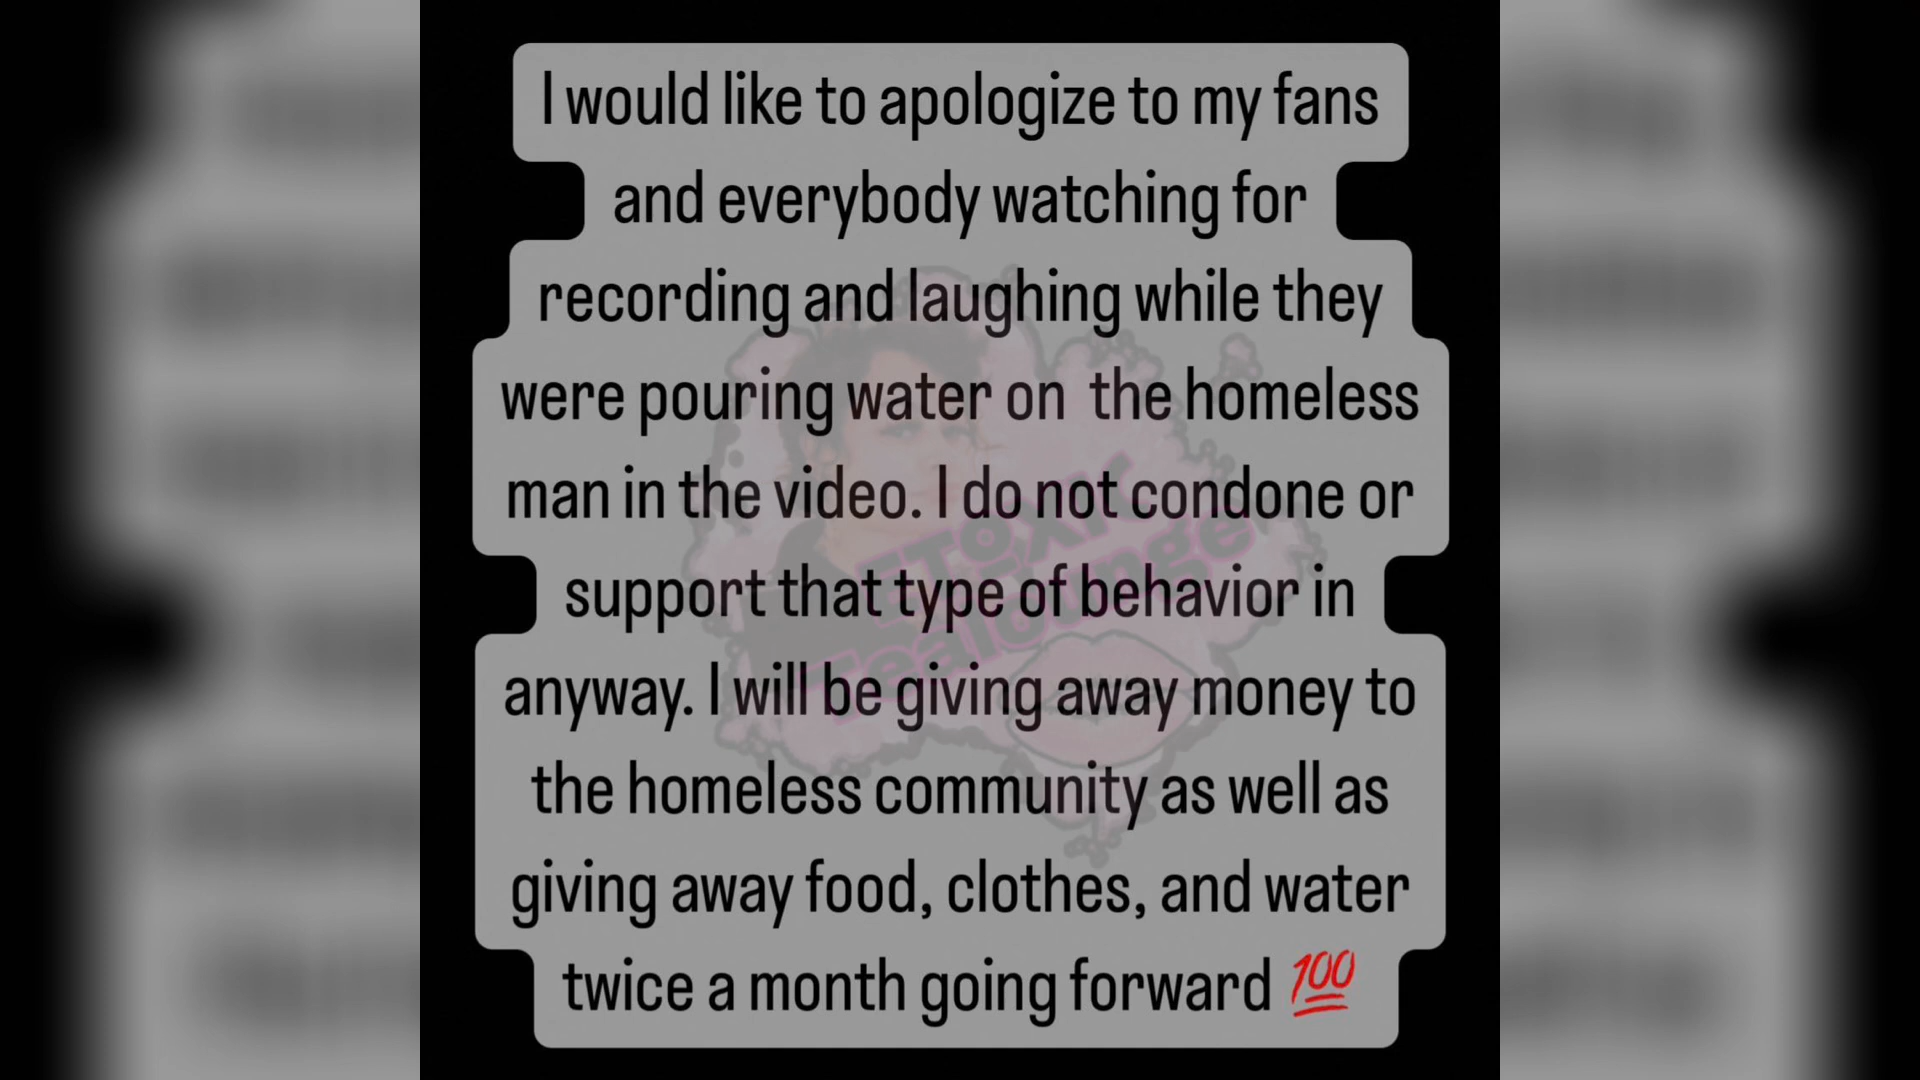 I would like to apologize to my fans
and everybody watching for
recording and laughing while they
were pouring water on  the homeless
man in the video. I do not condone or
support that type of behavior in
anyway. I will be giving away money to
the homeless community as well as
giving away food, clothes, and water
twice a month going forward 💯
EToxic
Tealounge